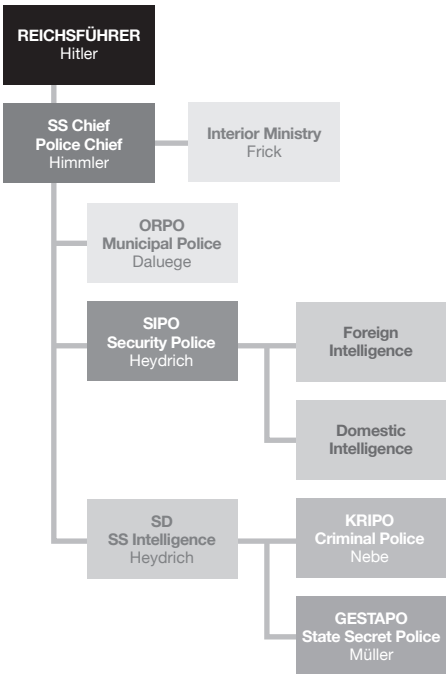 REICHSFÜHRER
Hitler
SS Chief
Police Chief
Himmler
Interior Ministry
Frick
ORPO
Municipal Police
Daluege
SIPO
Security Police
Heydrich
Foreign
Intelligence
Domestic
Intelligence
SD
SS Intelligence
Heydrich
KRIPO
Criminal Police
Nebe
GESTAPO
State Secret Police
Müller